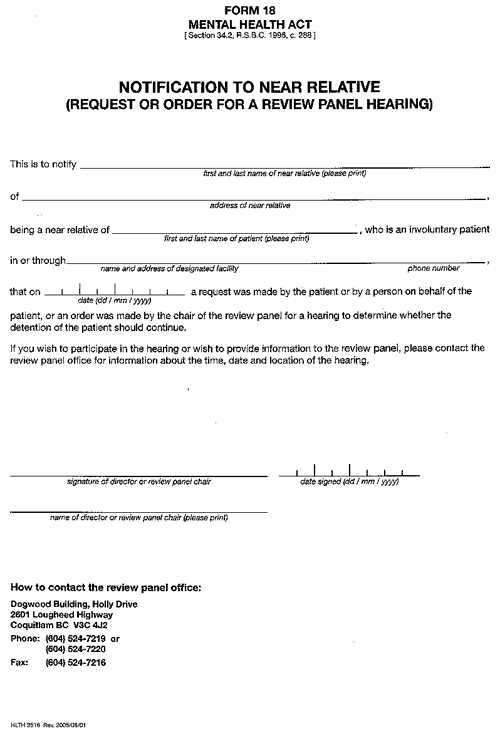 FORM 18
MENTAL HEALTH ACT
[ Section 34.2, R.S.B.C. 1996, c. 288 ]
NOTIFICATION TO NEAR RELATIVE
(REQUEST OR ORDER FOR A REVIEW PANEL HEARING)
This is to notify
first and last name of near relative (please print)
of ,
address of near relative
being a near relative of , who is an involuntary patient
first and last name of patient (please print)
in or through ,
name and address of designated facility phone number
that on a request was made by the patient or by a person on behalf of the
date (dd / mm / yyyy)
patient, or an order was made by the chair of the review panel for a hearing to determine whether the
detention of the patient should continue.
If you wish to participate in the hearing or wish to provide information to the review panel, please contact the
review panel office for information about the time, date and location of the hearing.
signature of director or review panel chair date signed (dd / mm / yyyy)
name of director or review panel chair (please print)
How to contact the review panel office:
Dogwood Building, Holly Drive
2601 Lougheed Highway
Coquitlam BC V3C 4J2
Phone: (604) 524-7219 or
(604) 524-7220
Fax: (604) 524-7216
HLTH 3516 Rev. 2005/06/01